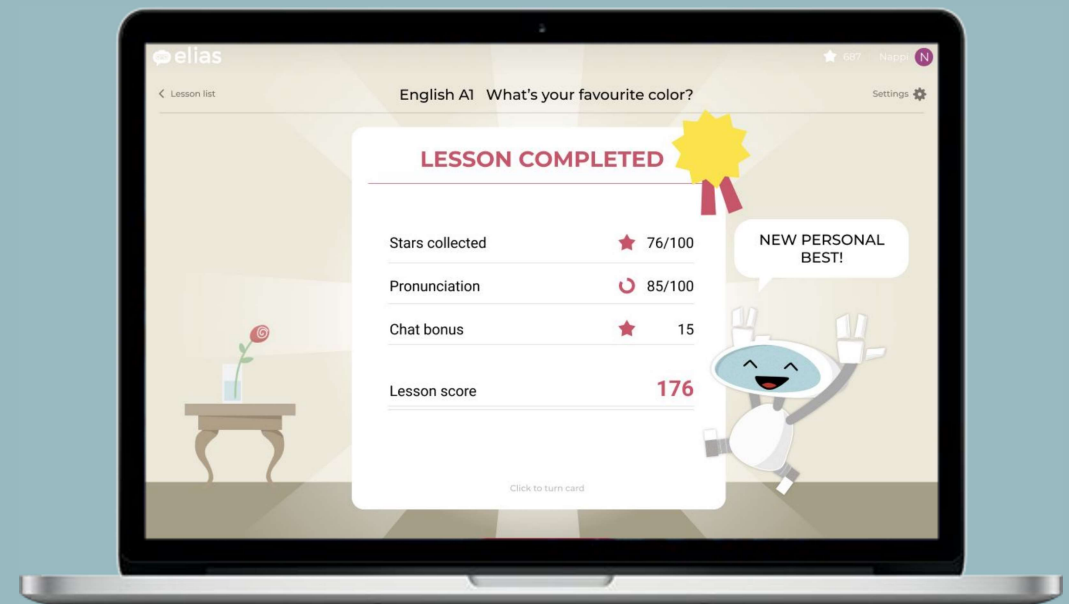 elias
687 Nappi N
Lesson list
English A1 What's your favourite color?
Settings
LESSON COMPLETED
Stars collected 76/100
Pronunciation 85/100
Chat bonus 15
Lesson score 176
Click to turn card
NEW PERSONAL
BEST!